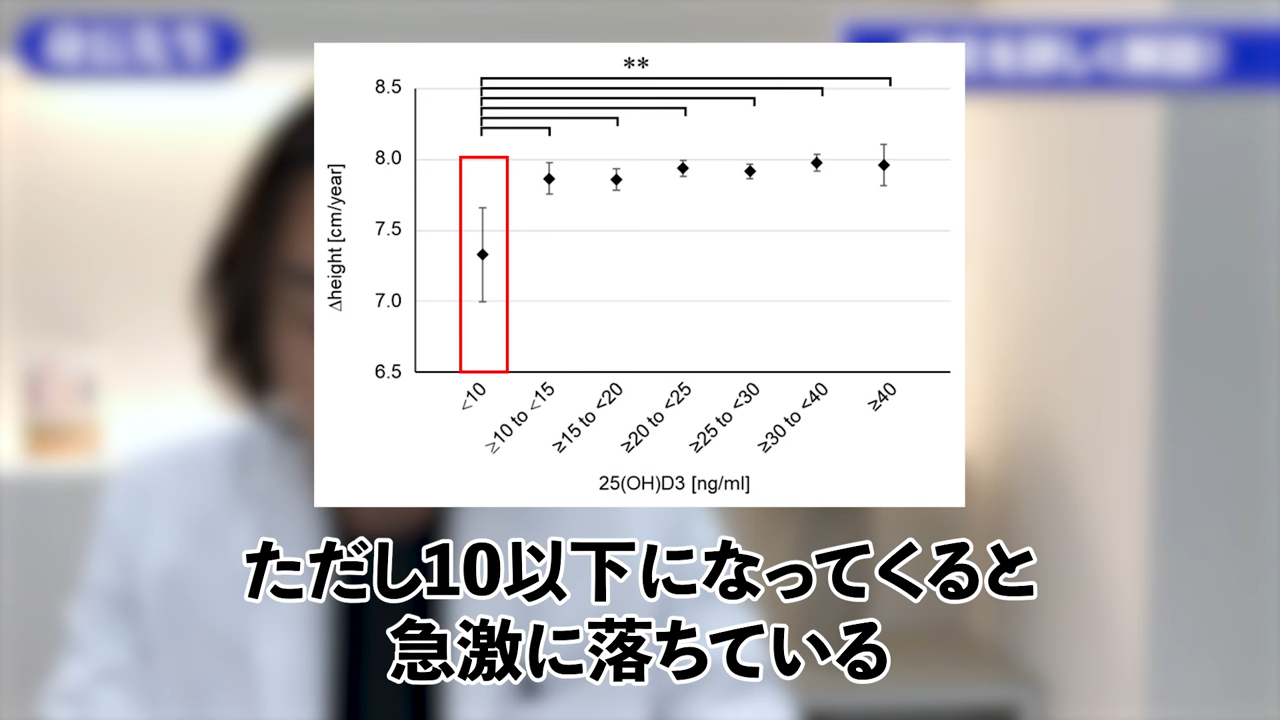 **
8.5
8.0
7.5
7.0
6.5
Δheight [cm/year]
<10
≥10 to <15
≥15 to <20
≥20 to <25
≥25 to <30
≥30 to <40
≥40
25(OH)D3 [ng/ml]
ただし10以下になってくると
急激に落ちている